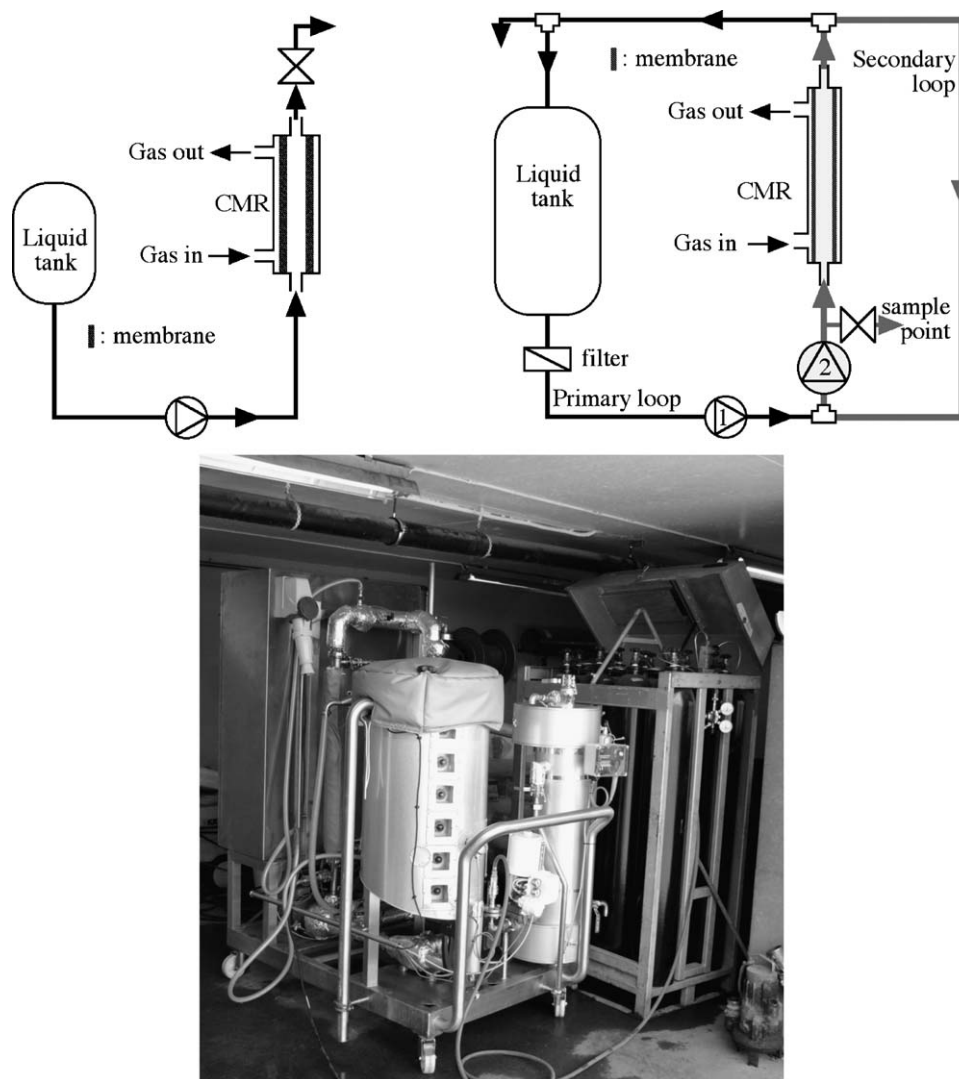 Gas out
CMR
Liquid
tank
Gas in
: membrane
: membrane
Secondary
loop
Gas out
Liquid
tank
CMR
Gas in
sample
point
filter
2
Primary loop
1